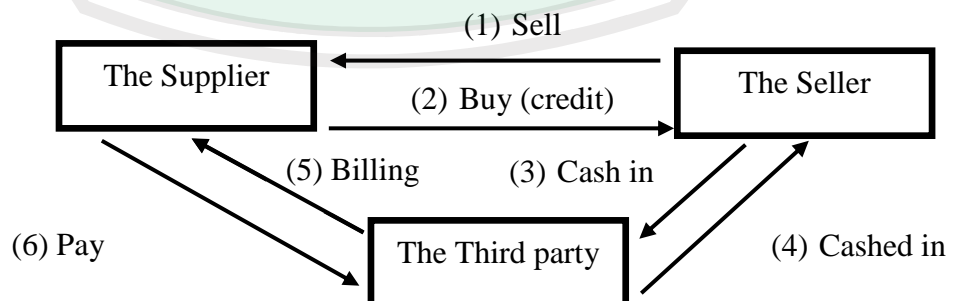 (1) Sell
The Supplier
The Seller
(2) Buy (credit)
(5) Billing
(3) Cash in
(6) Pay
The Third party
(4) Cashed in